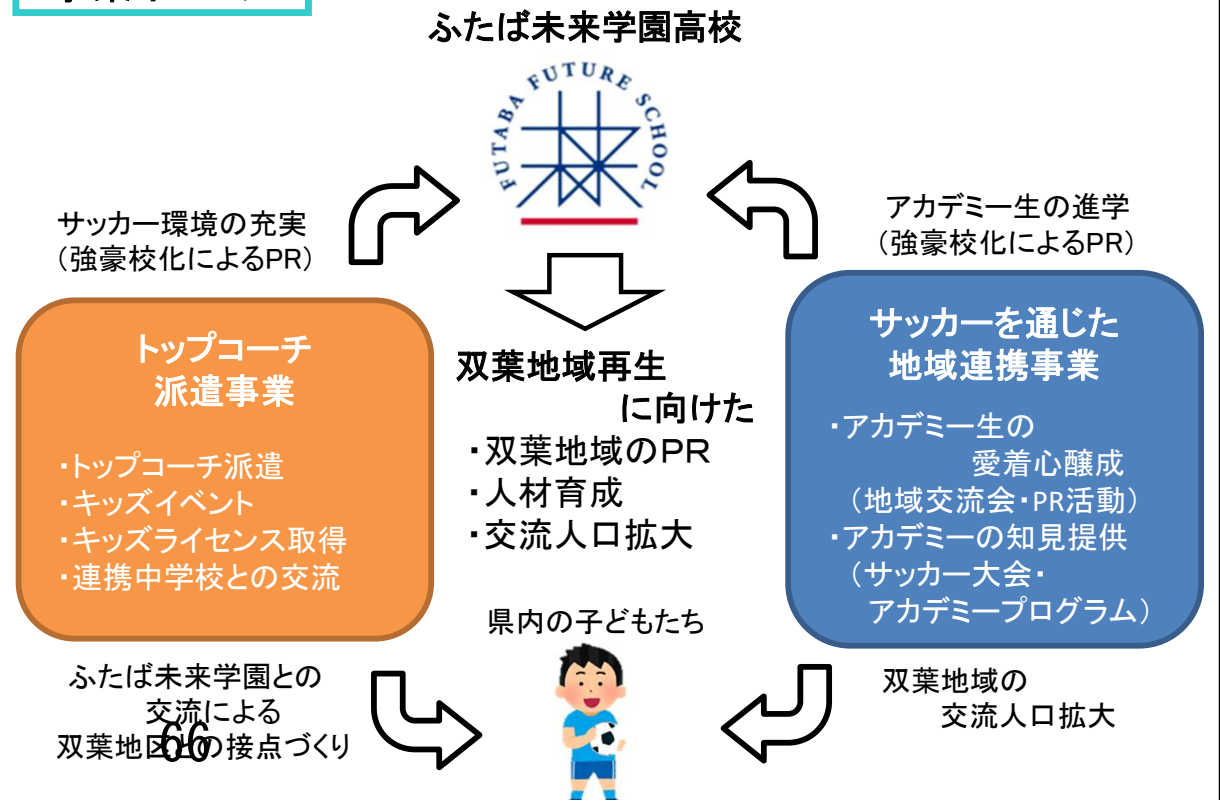 ふたば未来学園高校
FUTABA FUTURE SCHOOL
サッカー環境の充実
（強豪校化によるPR）
アカデミー生の進学
（強豪校化によるPR）
トップコーチ
派遣事業
・トップコーチ派遣
・キッズイベント
・キッズライセンス取得
・連携中学校との交流
双葉地域再生
に向けた
・双葉地域のPR
・人材育成
・交流人口拡大
サッカーを通じた
地域連携事業
・アカデミー生の
愛着心醸成
（地域交流会・PR活動）
・アカデミーの知見提供
（サッカー大会・
アカデミープログラム）
県内の子どもたち
ふたば未来学園との
交流による
双葉地区との接点づくり
66
双葉地域の
交流人口拡大